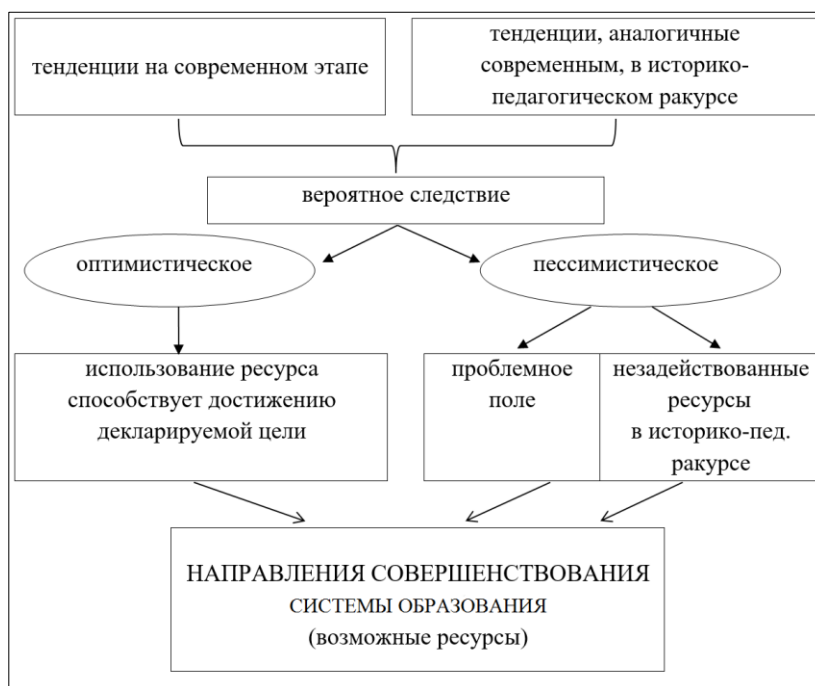 тенденции на современном этапе
тенденции, аналогичные
современным, в историко-
педагогическом ракурсе
вероятное следствие
оптимистическое
пессимистическое
использование ресурса
способствует достижению
декларируемой цели
проблемное
поле
незадействованные
ресурсы
в историко-пед.
ракурсе
НАПРАВЛЕНИЯ СОВЕРШЕНСТВОВАНИЯ
СИСТЕМЫ ОБРАЗОВАНИЯ
(возможные ресурсы)